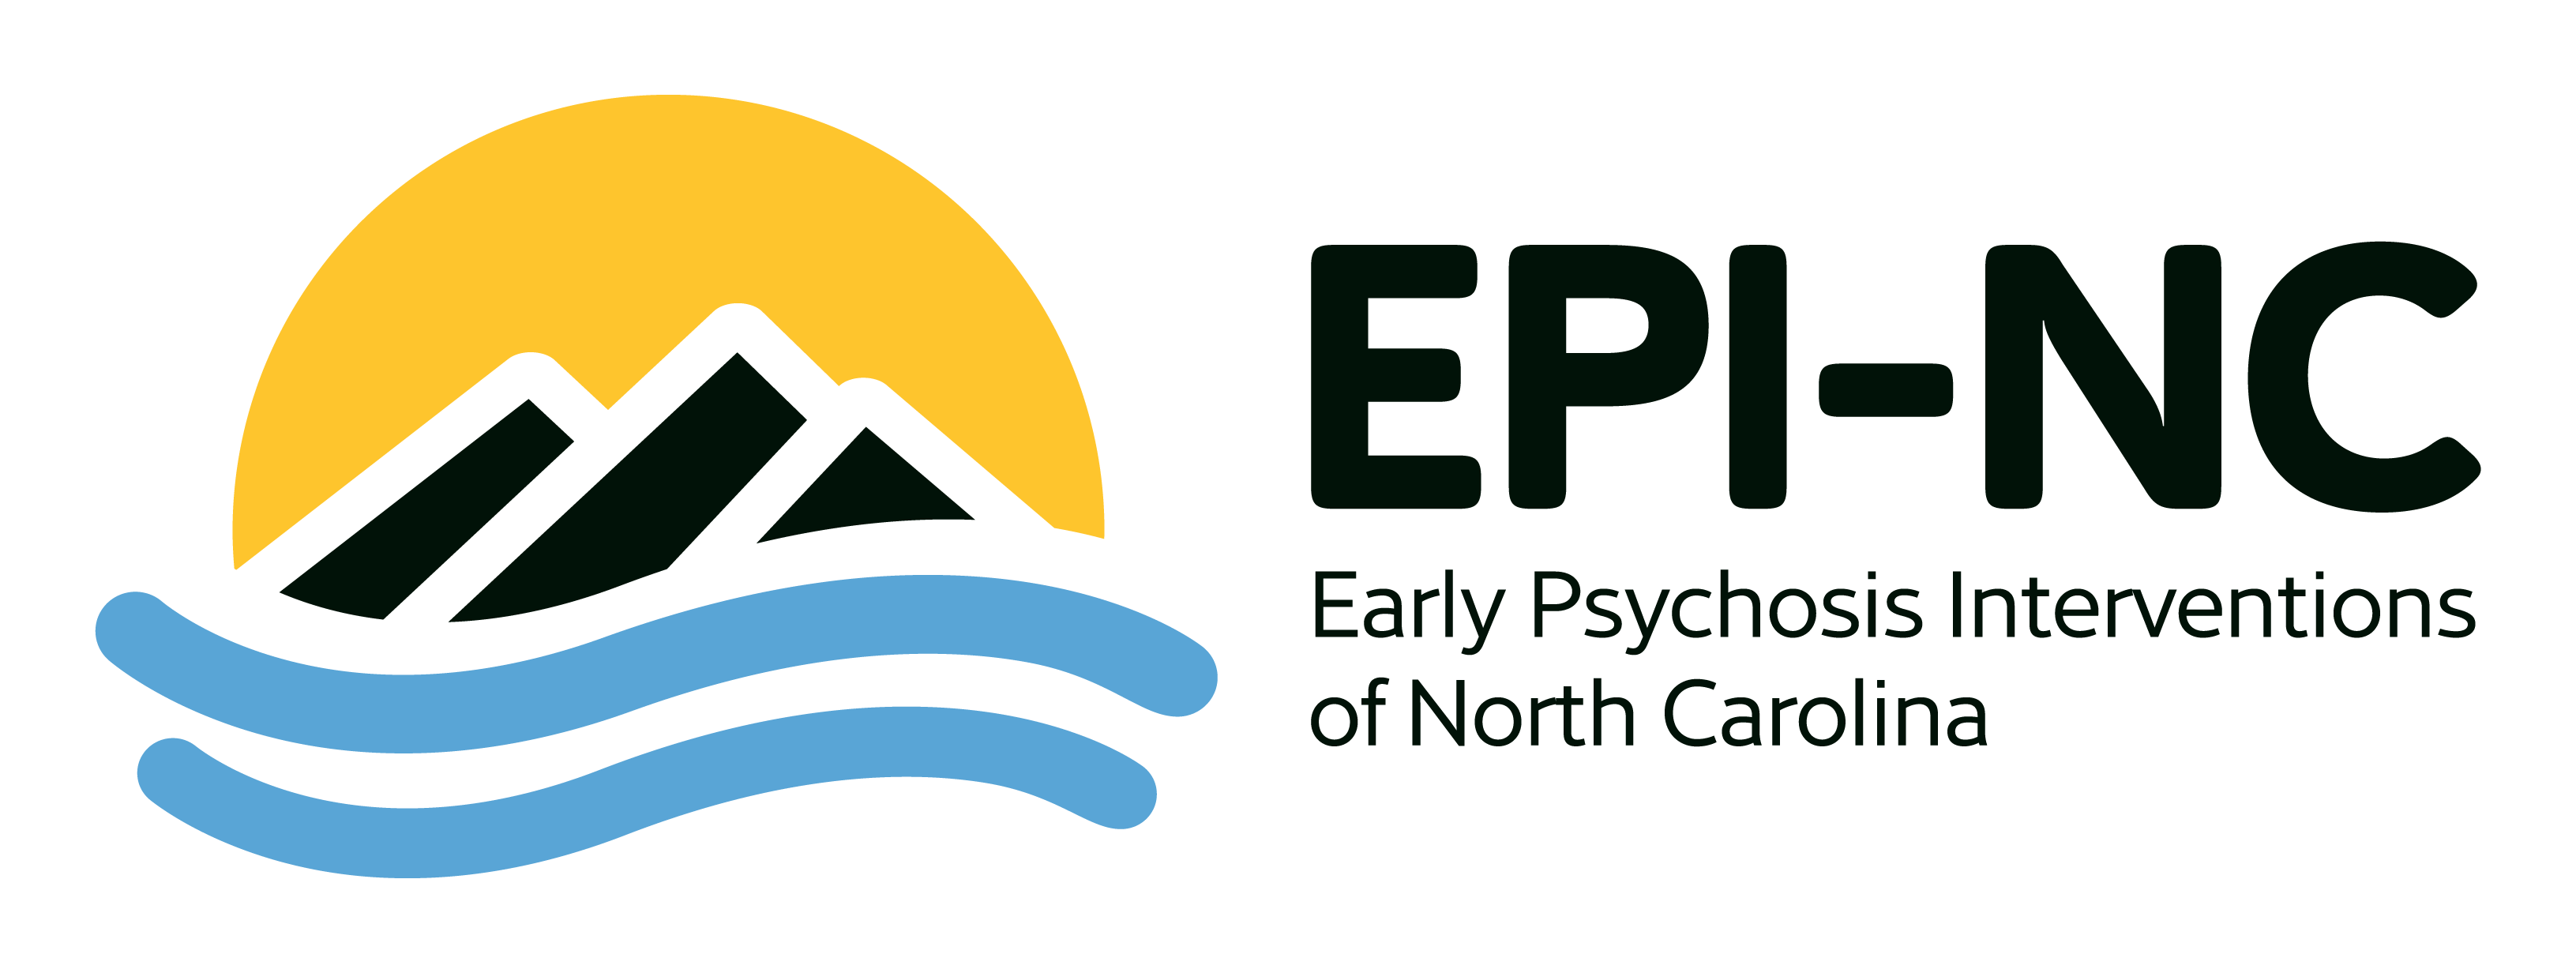 EPI-NC
Early Psychosis Interventions
of North Carolina